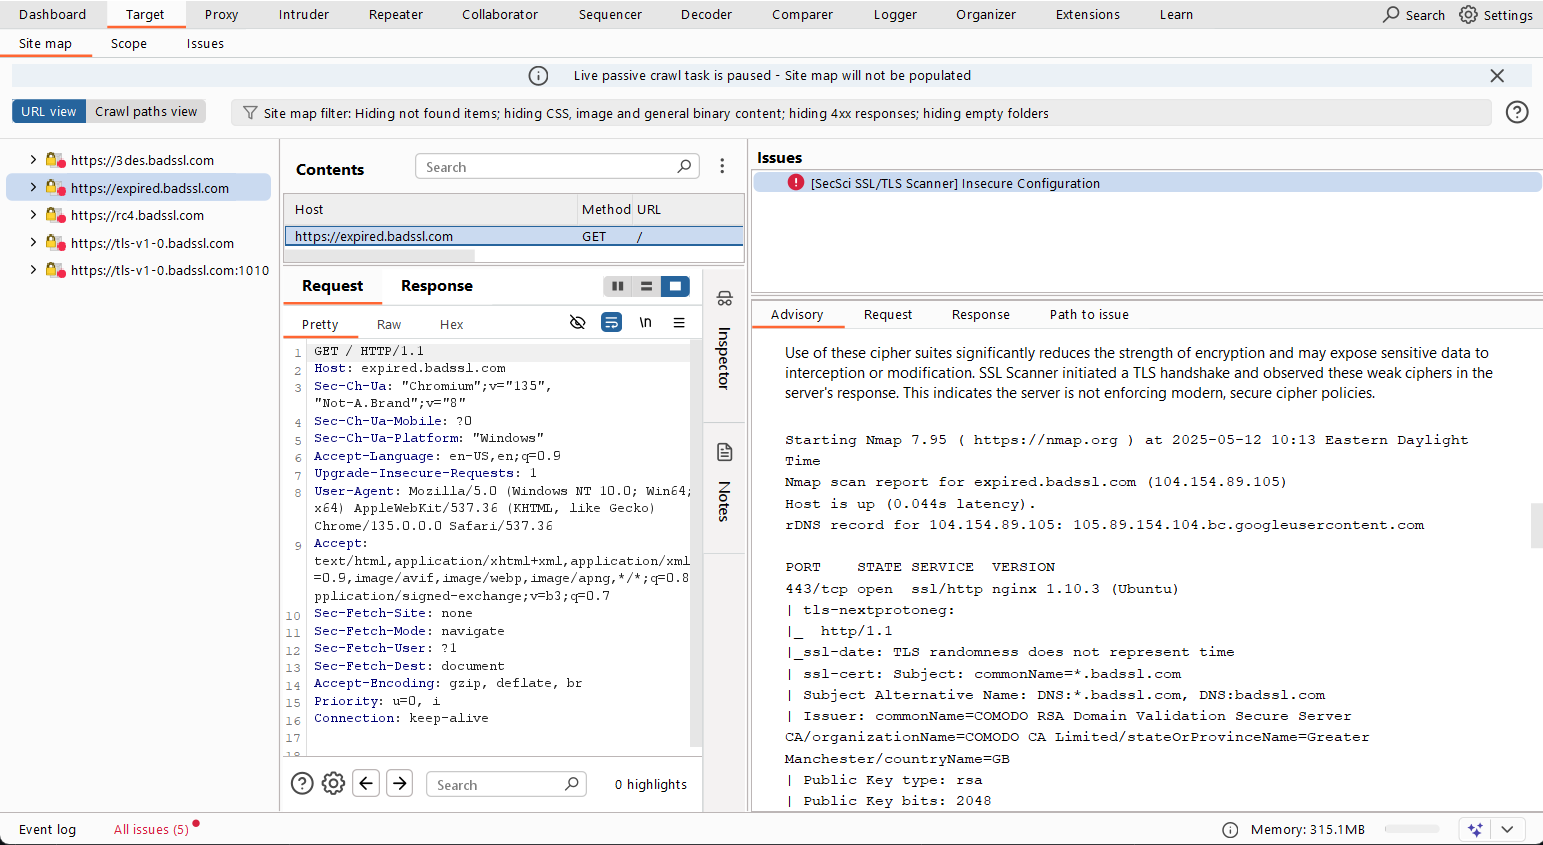 Dashboard Target Proxy Intruder Repeater Collaborator Sequencer Decoder Comparer Logger Organizer Extensions Learn Search Settings
Site map Scope Issues
Live passive crawl task is paused - Site map will not be populated
URL view Crawl paths view Site map filter: Hiding not found items; hiding CSS, image and general binary content; hiding 4xx responses; hiding empty folders
https://3des.badssl.com
https://expired.badssl.com
https://rc4.badssl.com
https://tls-v1-0.badssl.com
https://tls-v1-0.badssl.com:1010
Contents Search
Host Method URL
https://expired.badssl.com GET /
Request Response
Pretty Raw Hex \n
1 GET / HTTP/1.1
2 Host: expired.badssl.com
3 Sec-Ch-Ua: "Chromium";v="135",
"Not-A.Brand";v="8"
4 Sec-Ch-Ua-Mobile: ?0
5 Sec-Ch-Ua-Platform: "Windows"
6 Accept-Language: en-US,en;q=0.9
7 Upgrade-Insecure-Requests: 1
8 User-Agent: Mozilla/5.0 (Windows NT 10.0; Win64;
x64) AppleWebKit/537.36 (KHTML, like Gecko)
Chrome/135.0.0.0 Safari/537.36
9 Accept:
text/html,application/xhtml+xml,application/xml
=0.9,image/avif,image/webp,image/apng,*/*;q=0.8
pplication/signed-exchange;v=b3;q=0.7
10 Sec-Fetch-Site: none
11 Sec-Fetch-Mode: navigate
12 Sec-Fetch-User: ?1
13 Sec-Fetch-Dest: document
14 Accept-Encoding: gzip, deflate, br
15 Priority: u=0, i
16 Connection: keep-alive
17
18
Search 0 highlights
Inspector
Notes
Issues
[SecSci SSL/TLS Scanner] Insecure Configuration
Advisory Request Response Path to issue
Use of these cipher suites significantly reduces the strength of encryption and may expose sensitive data to
interception or modification. SSL Scanner initiated a TLS handshake and observed these weak ciphers in the
server's response. This indicates the server is not enforcing modern, secure cipher policies.
Starting Nmap 7.95 ( https://nmap.org ) at 2025-05-12 10:13 Eastern Daylight
Time
Nmap scan report for expired.badssl.com (104.154.89.105)
Host is up (0.044s latency).
rDNS record for 104.154.89.105: 105.89.154.104.bc.googleusercontent.com
PORT STATE SERVICE VERSION
443/tcp open ssl/http nginx 1.10.3 (Ubuntu)
| tls-nextprotoneg:
|_ http/1.1
|_ssl-date: TLS randomness does not represent time
| ssl-cert: Subject: commonName=*.badssl.com
| Subject Alternative Name: DNS:*.badssl.com, DNS:badssl.com
| Issuer: commonName=COMODO RSA Domain Validation Secure Server
CA/organizationName=COMODO CA Limited/stateOrProvinceName=Greater
Manchester/countryName=GB
| Public Key type: rsa
| Public Key bits: 2048
Event log All issues (5) Memory: 315.1MB